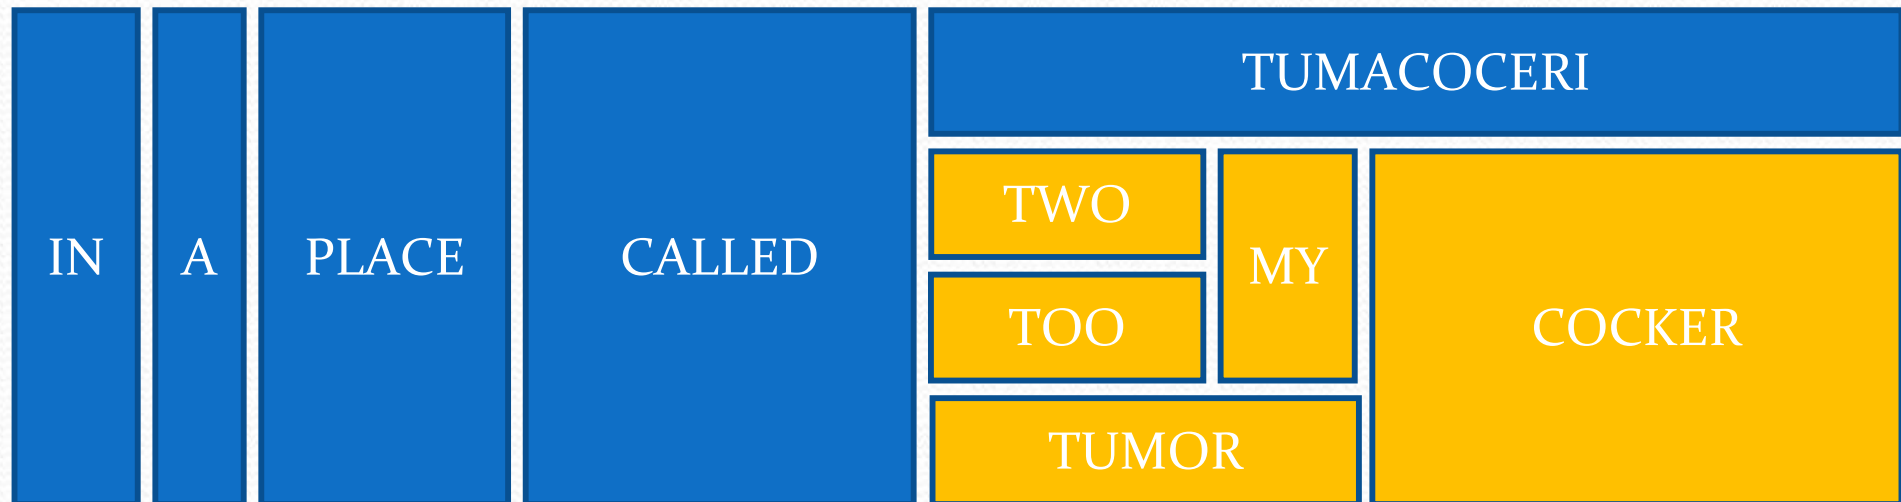 IN
A
PLACE
CALLED
TUMACOCERI
TWO
MY
COCKER
TOO
TUMOR